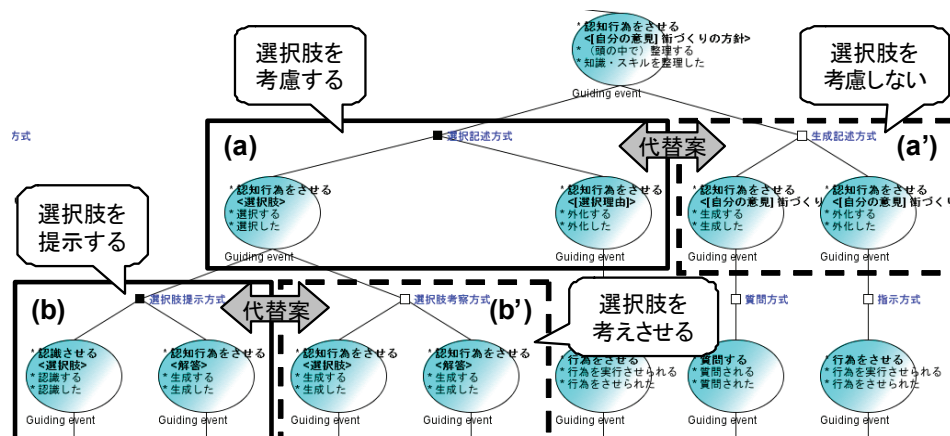 認知行為をさせる
<[自分の意見] 街づくりの方針>
* （頭の中で）整理する
* 知識・スキルを整理した
Guiding event
選択肢を
考慮する
選択肢を
考慮しない
方式
(a)
選択記述方式
代替案
生成記述方式
(a')
* 認知行為をさせる
<選択肢>
* 選択する
* 選択した
Guiding event
* 認知行為をさせる
<[選択理由]>
* 外化する
* 外化した
Guiding event
* 認知行為をさせる
<[自分の意見] 街づくり
* 生成する
* 生成した
Guiding event
* 認知行為をさせる
<[自分の意見] 街づくり
* 外化する
* 外化した
Guiding event
選択肢を
提示する
(b)
選択肢提示方式
代替案
選択肢考察方式
(b')
選択肢を
考えさせる
質問方式
指示方式
* 認識させる
<選択肢>
* 認識する
* 認識した
Guiding event
* 認知行為をさせる
<解答>
* 生成する
* 生成した
Guiding event
* 認知行為をさせる
<選択肢>
* 生成する
* 生成した
Guiding event
* 認知行為をさせる
<解答>
* 生成する
* 生成した
Guiding event
* 行為をさせる
* 行為を実行させられる
* 行為をさせられた
Guiding event
* 質問する
* 質問される
* 質問された
Guiding event
* 行為をさせる
* 行為を実行させられる
* 行為をさせられた
Guiding event